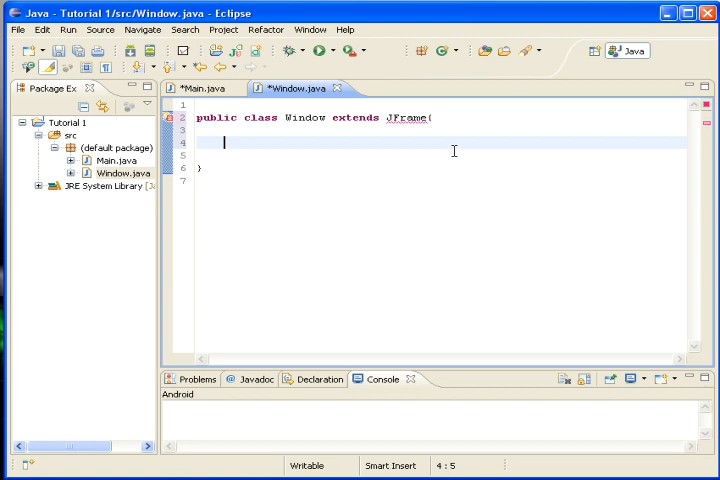 Java - Tutorial 1/src/Window.java - Eclipse
File Edit Run Source Navigate Search Project Refactor Window Help
Java
Package Ex
*Main.java *Window.java
Tutorial 1
src
(default package)
Main.java
Window.java
JRE System Library [Ja
1
2 public class Window extends JFrame{
3
4
5
6 }
7
Problems @ Javadoc Declaration Console
Android
Writable Smart Insert 4 : 5